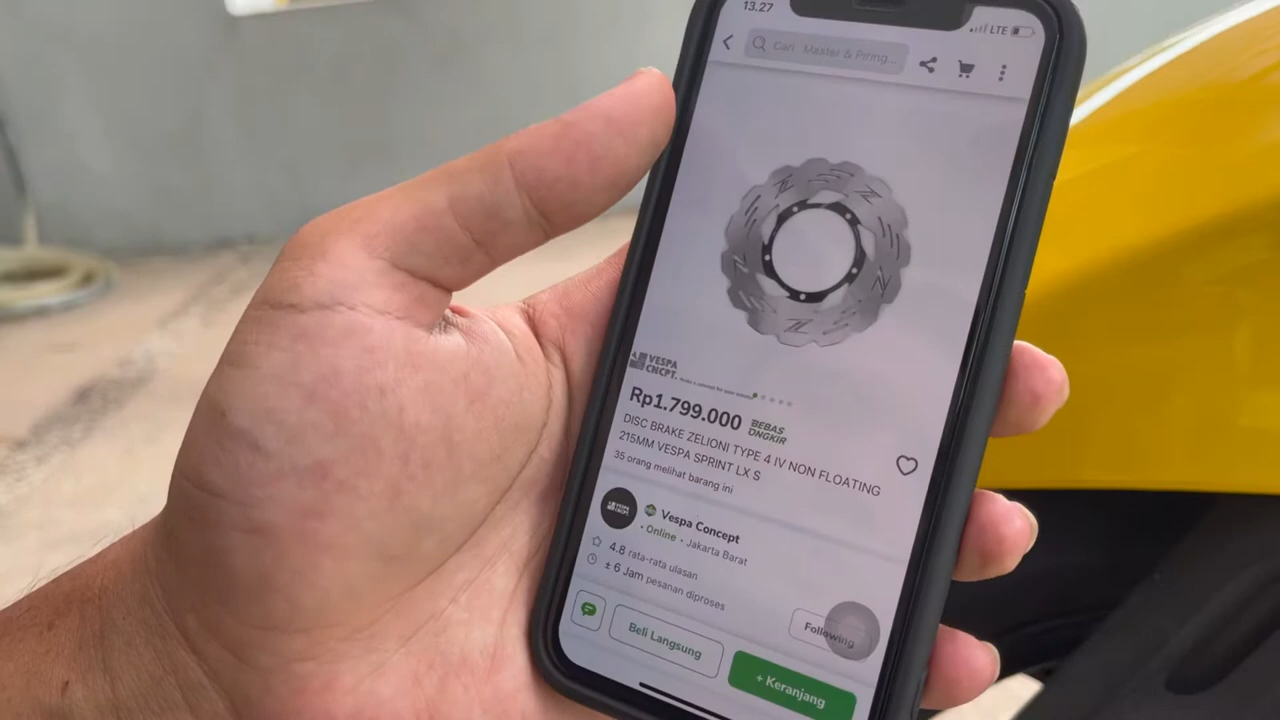 13.27
LTE
Cari Master & Piring...
VESPA
CNCPT.
Rp1.799.000
BEBAS
ONGKIR
DISC BRAKE ZELIONI TYPE 4 IV NON FLOATING
215MM VESPA SPRINT LX S
35 orang melihat barang ini
Vespa Concept
• Online • Jakarta Barat
4.8 rata-rata ulasan
± 6 Jam pesanan diproses
Following
Beli Langsung
+ Keranjang